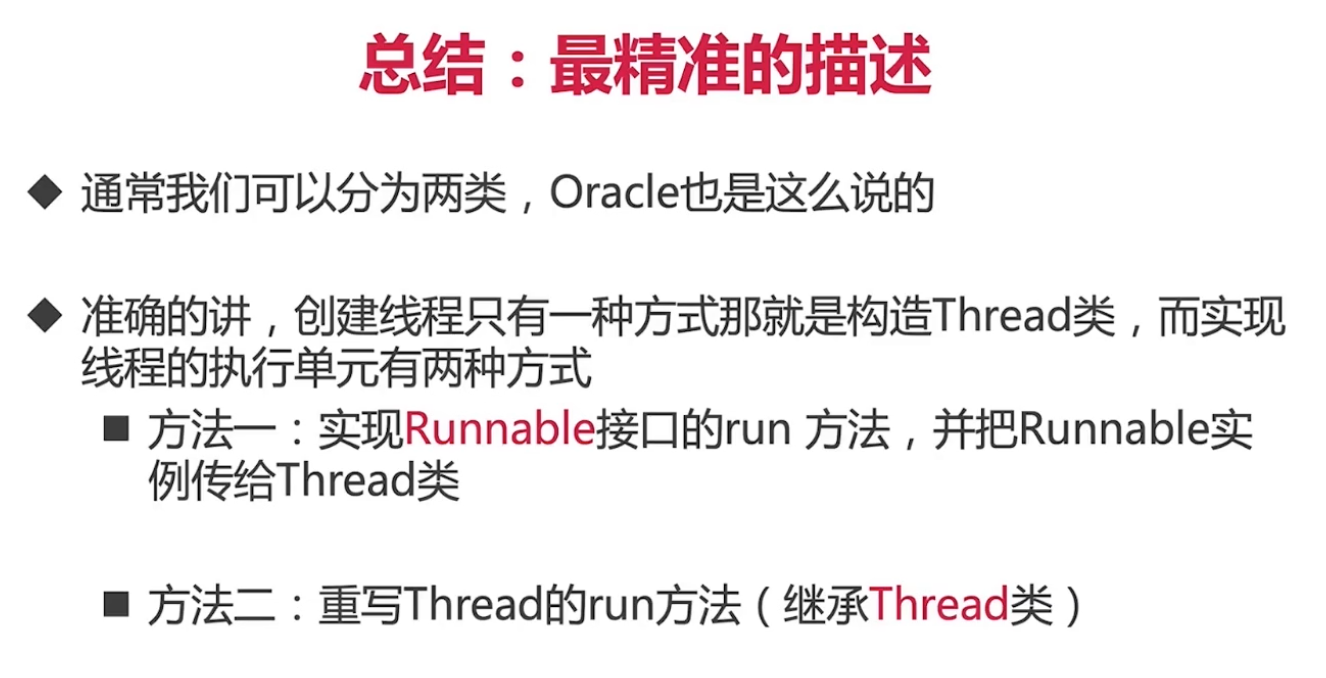 总结：最精准的描述
◆ 通常我们可以分为两类，Oracle也是这么说的
◆ 准确的讲，创建线程只有一种方式那就是构造Thread类，而实现
线程的执行单元有两种方式
■ 方法一：实现Runnable接口的run 方法，并把Runnable实
例传给Thread类
■ 方法二：重写Thread的run方法（继承Thread类）